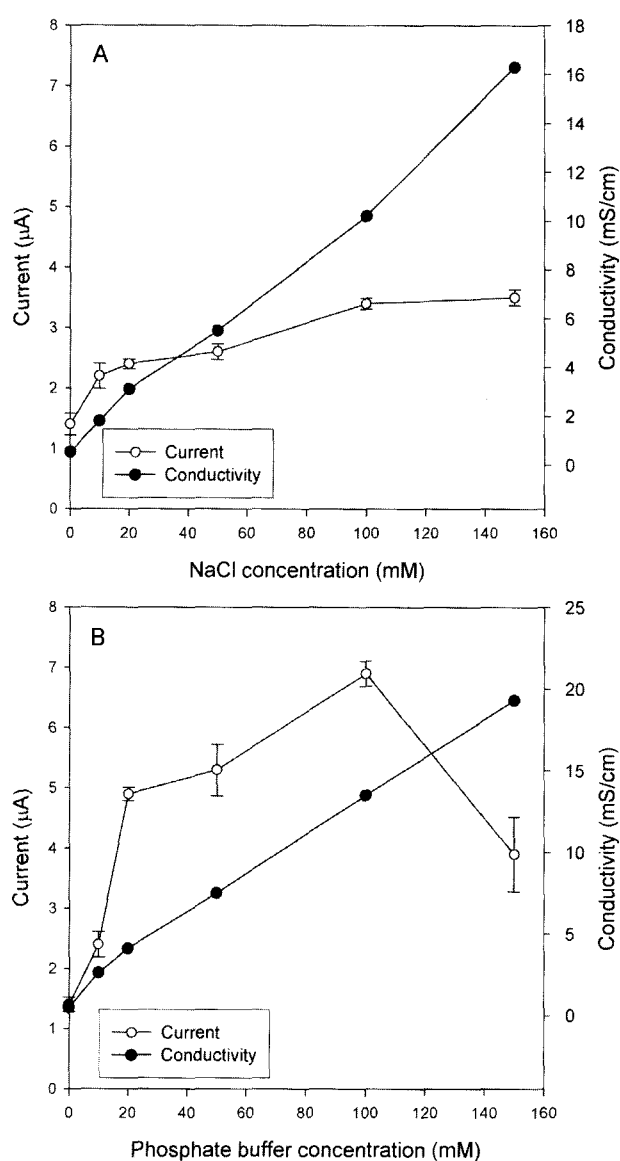 A
8
7
6
5
4
3
2
1
0
Current (μA)
18
16
14
12
10
8
6
4
2
0
Conductivity (mS/cm)
Current
Conductivity
0 20 40 60 80 100 120 140 160
NaCl concentration (mM)
B
8
7
6
5
4
3
2
1
0
Current (μA)
25
20
15
10
5
0
Conductivity (mS/cm)
Current
Conductivity
0 20 40 60 80 100 120 140 160
Phosphate buffer concentration (mM)